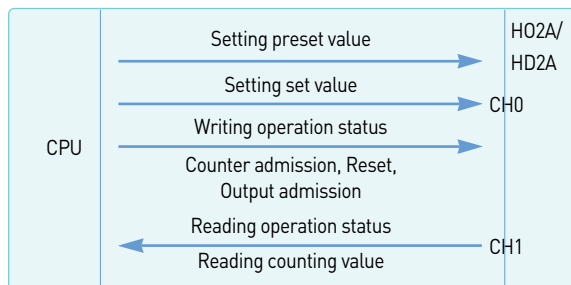 Setting preset value
HO2A/
HD2A
Setting set value
CH0
Writing operation status
CPU
Counter admission, Reset,
Output admission
Reading operation status
CH1
Reading counting value